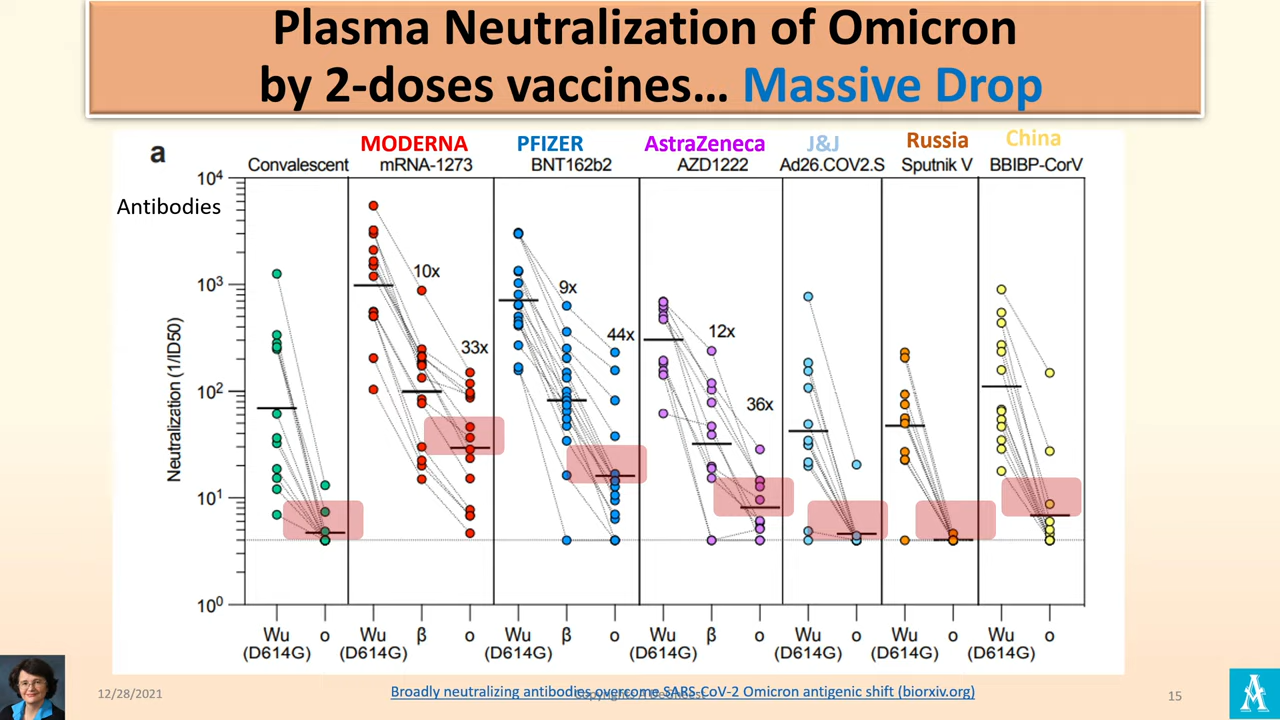 Plasma Neutralization of Omicron
by 2-doses vaccines... Massive Drop
a
MODERNA PFIZER AstraZeneca J&J Russia China
Convalescent mRNA-1273 BNT162b2 AZD1222 Ad26.COV2.S Sputnik V BBIBP-CorV
Antibodies
Neutralization (1/ID50)
10⁴
10³
10²
10¹
10⁰
10x
33x
9x
44x
12x
36x
Wu o Wu β o Wu β o Wu β o Wu o Wu o Wu o
(D614G) (D614G) (D614G) (D614G) (D614G) (D614G) (D614G)
12/28/2021
Broadly neutralizing antibodies overcome SARS-CoV-2 Omicron antigenic shift (biorxiv.org)
15